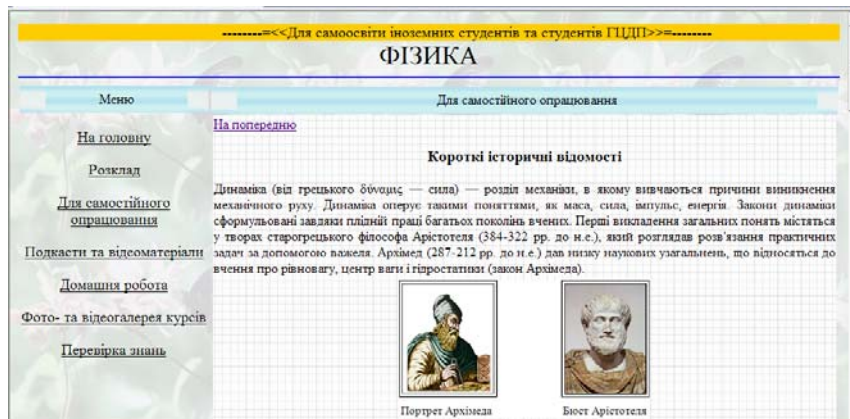 --------=<<Для самоосвіти іноземних студентів та студентів ГЦДП>>=--------
ФІЗИКА
Меню
На головну
Розклад
Для самостійного
опрацювання
Подкасти та відеоматеріали
Домашня робота
Фото- та відеогалерея курсів
Перевірка знань
Для самостійного опрацювання
На попередню
Короткі історичні відомості
Динаміка (від грецького δύναμις — сила) — розділ механіки, в якому вивчаються причини виникнення
механічного руху. Динаміка оперує такими поняттями, як маса, сила, імпульс, енергія. Закони динаміки
сформульовані завдяки плідній праці багатьох поколінь вчених. Перші викладення загальних понять містяться
у творах старогрецького філософа Арістотеля (384-322 рр. до н.е.), який розглядав розв'язання практичних
задач за допомогою важеля. Архімед (287-212 рр. до н.е.) дав низку наукових узагальнень, що відносяться до
вчення про рівновагу, центр ваги і гідростатики (закон Архімеда).
Портрет Архімеда
Бюст Арістотеля